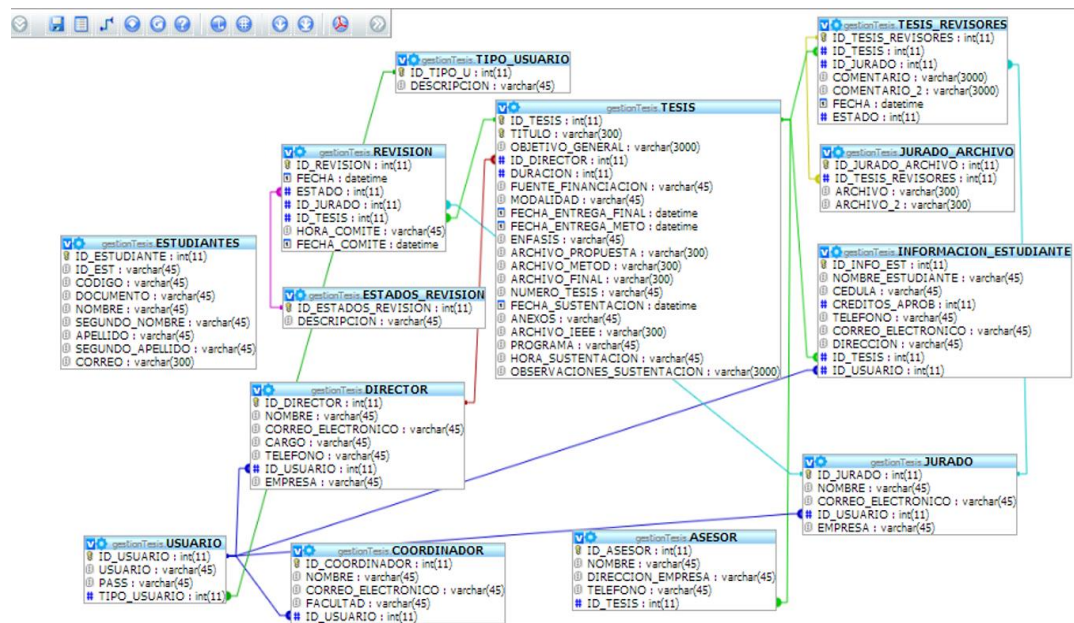 gestionTesis.TIPO_USUARIO
ID_TIPO_U : int(11)
DESCRIPCION : varchar(45)
gestionTesis.TESIS_REVISORES
ID_TESIS_REVISORES : int(11)
ID_TESIS : int(11)
ID_JURADO : int(11)
COMENTARIO : varchar(3000)
COMENTARIO_2 : varchar(3000)
FECHA : datetime
ESTADO : int(11)
gestionTesis.TESIS
ID_TESIS : int(11)
TITULO : varchar(300)
OBJETIVO_GENERAL : varchar(3000)
ID_DIRECTOR : int(11)
DURACION : int(11)
FUENTE_FINANCIACION : varchar(45)
MODALIDAD : varchar(45)
FECHA_ENTREGA_FINAL : datetime
FECHA_ENTREGA_METO : datetime
ENFASIS : varchar(45)
ARCHIVO_PROPUESTA : varchar(300)
ARCHIVO_METOD : varchar(300)
ARCHIVO_FINAL : varchar(300)
NUMERO_TESIS : varchar(45)
FECHA_SUSTENTACION : datetime
ANEXOS : varchar(45)
ARCHIVO_IEEE : varchar(300)
PROGRAMA : varchar(45)
HORA_SUSTENTACION : varchar(45)
OBSERVACIONES_SUSTENTACION : varchar(3000)
gestionTesis.REVISION
ID_REVISION : int(11)
FECHA : datetime
ESTADO : int(11)
ID_JURADO : int(11)
ID_TESIS : int(11)
HORA_COMITE : varchar(45)
FECHA_COMITE : datetime
gestionTesis.JURADO_ARCHIVO
ID_JURADO_ARCHIVO : int(11)
ID_TESIS_REVISORES : int(11)
ARCHIVO : varchar(300)
ARCHIVO_2 : varchar(300)
gestionTesis.ESTUDIANTES
ID_ESTUDIANTE : int(11)
ID_EST : varchar(45)
CODIGO : varchar(45)
DOCUMENTO : varchar(45)
NOMBRE : varchar(45)
SEGUNDO_NOMBRE : varchar(45)
APELLIDO : varchar(45)
SEGUNDO_APELLIDO : varchar(45)
CORREO : varchar(300)
gestionTesis.ESTADOS_REVISION
ID_ESTADOS_REVISION : int(11)
DESCRIPCION : varchar(45)
gestionTesis.INFORMACION_ESTUDIANTE
ID_INFO_EST : int(11)
NOMBRE_ESTUDIANTE : varchar(45)
CEDULA : varchar(45)
CREDITOS_APROB : int(11)
TELEFONO : varchar(45)
CORREO_ELECTRONICO : varchar(45)
DIRECCION : varchar(45)
ID_TESIS : int(11)
ID_USUARIO : int(11)
gestionTesis.DIRECTOR
ID_DIRECTOR : int(11)
NOMBRE : varchar(45)
CORREO_ELECTRONICO : varchar(45)
CARGO : varchar(45)
TELEFONO : varchar(45)
ID_USUARIO : int(11)
EMPRESA : varchar(45)
gestionTesis.JURADO
ID_JURADO : int(11)
NOMBRE : varchar(45)
CORREO_ELECTRONICO : varchar(45)
ID_USUARIO : int(11)
EMPRESA : varchar(45)
gestionTesis.USUARIO
ID_USUARIO : int(11)
USUARIO : varchar(45)
PASS : varchar(45)
TIPO_USUARIO : int(11)
gestionTesis.COORDINADOR
ID_COORDINADOR : int(11)
NOMBRE : varchar(45)
CORREO_ELECTRONICO : varchar(45)
FACULTAD : varchar(45)
ID_USUARIO : int(11)
gestionTesis.ASESOR
ID_ASESOR : int(11)
NOMBRE : varchar(45)
DIRECCION_EMPRESA : varchar(45)
TELEFONO : varchar(45)
ID_TESIS : int(11)